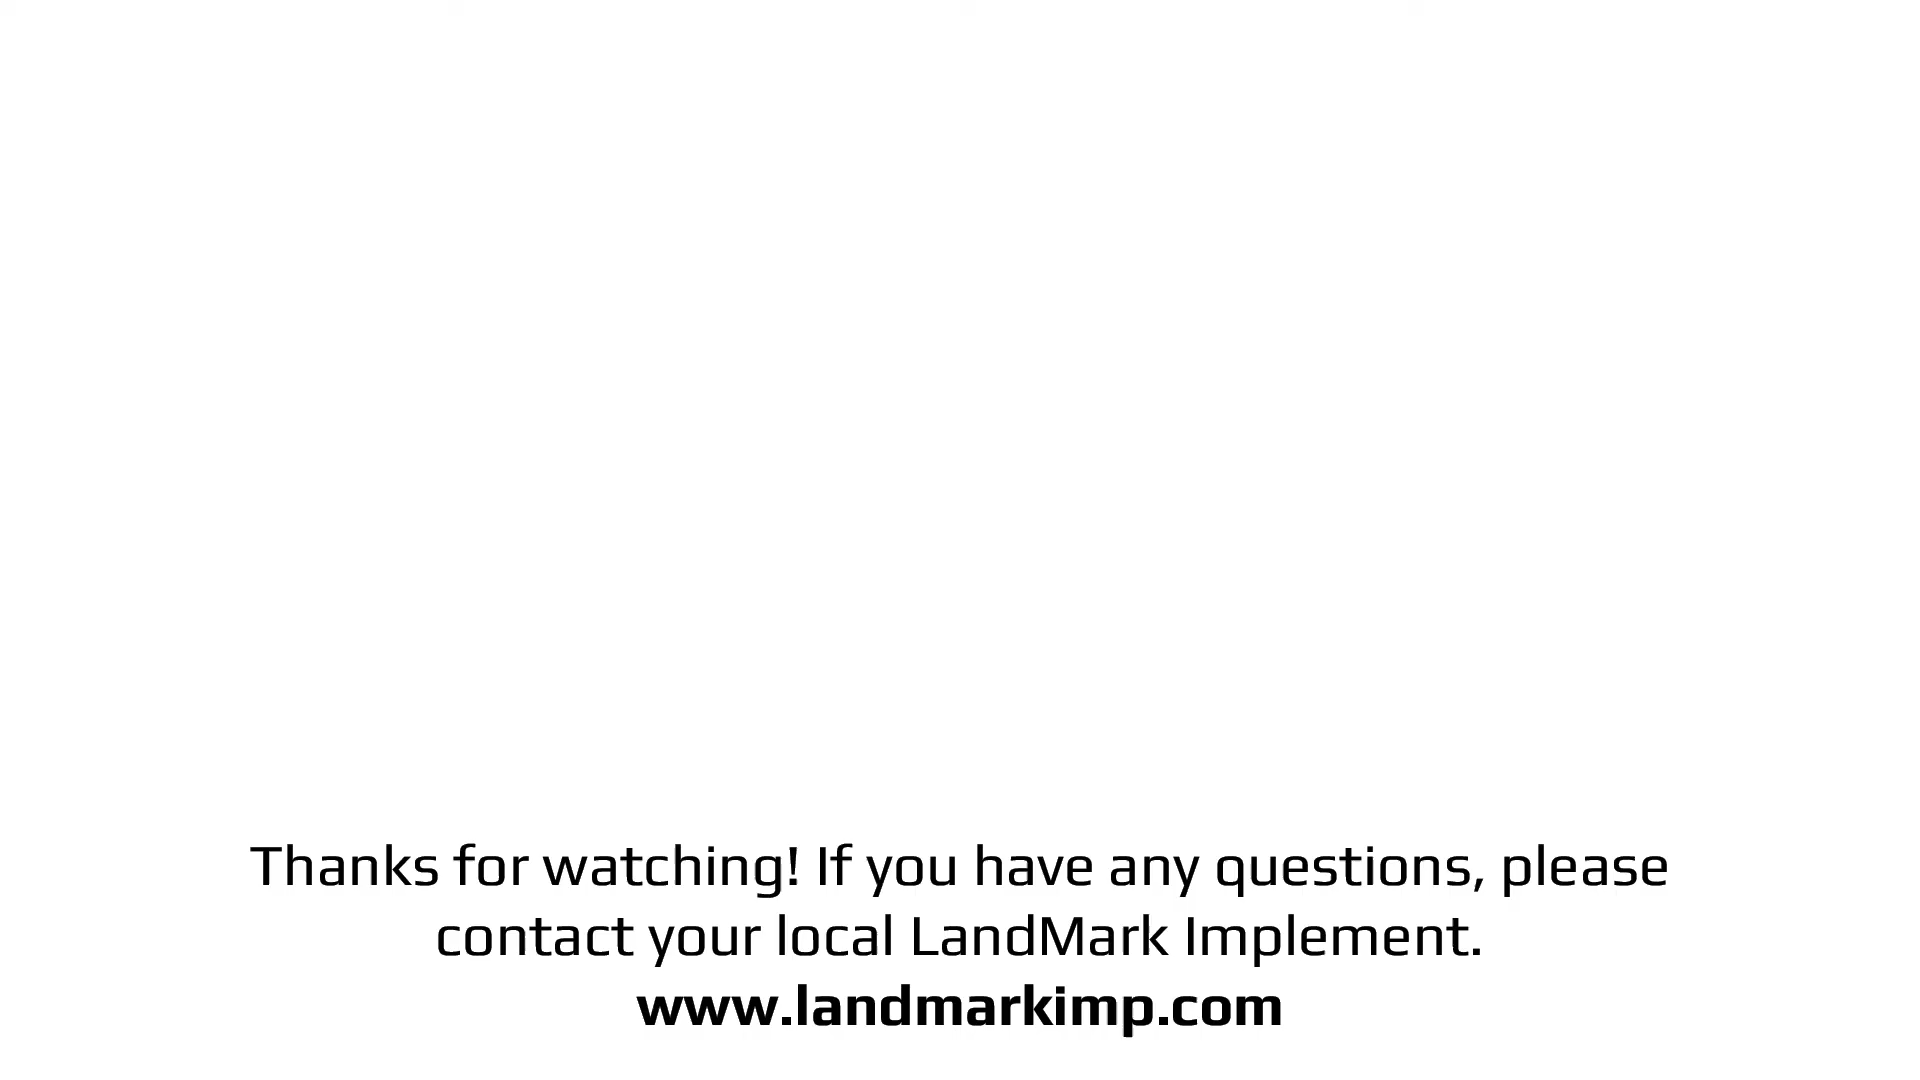 Thanks for watching! If you have any questions, please
contact your local LandMark Implement.
www.landmarkimp.com